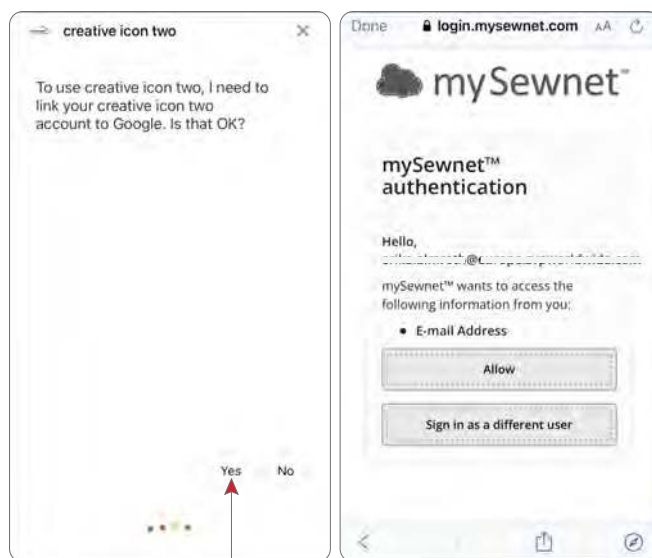 creative icon two
To use creative icon two, I need to
link your creative icon two
account to Google. Is that OK?
Yes No
Done login.mysewnet.com AA
mySewnet™
mySewnet™
authentication
Hello,
mySewnet™ wants to access the
following information from you:
• E-mail Address
Allow
Sign in as a different user